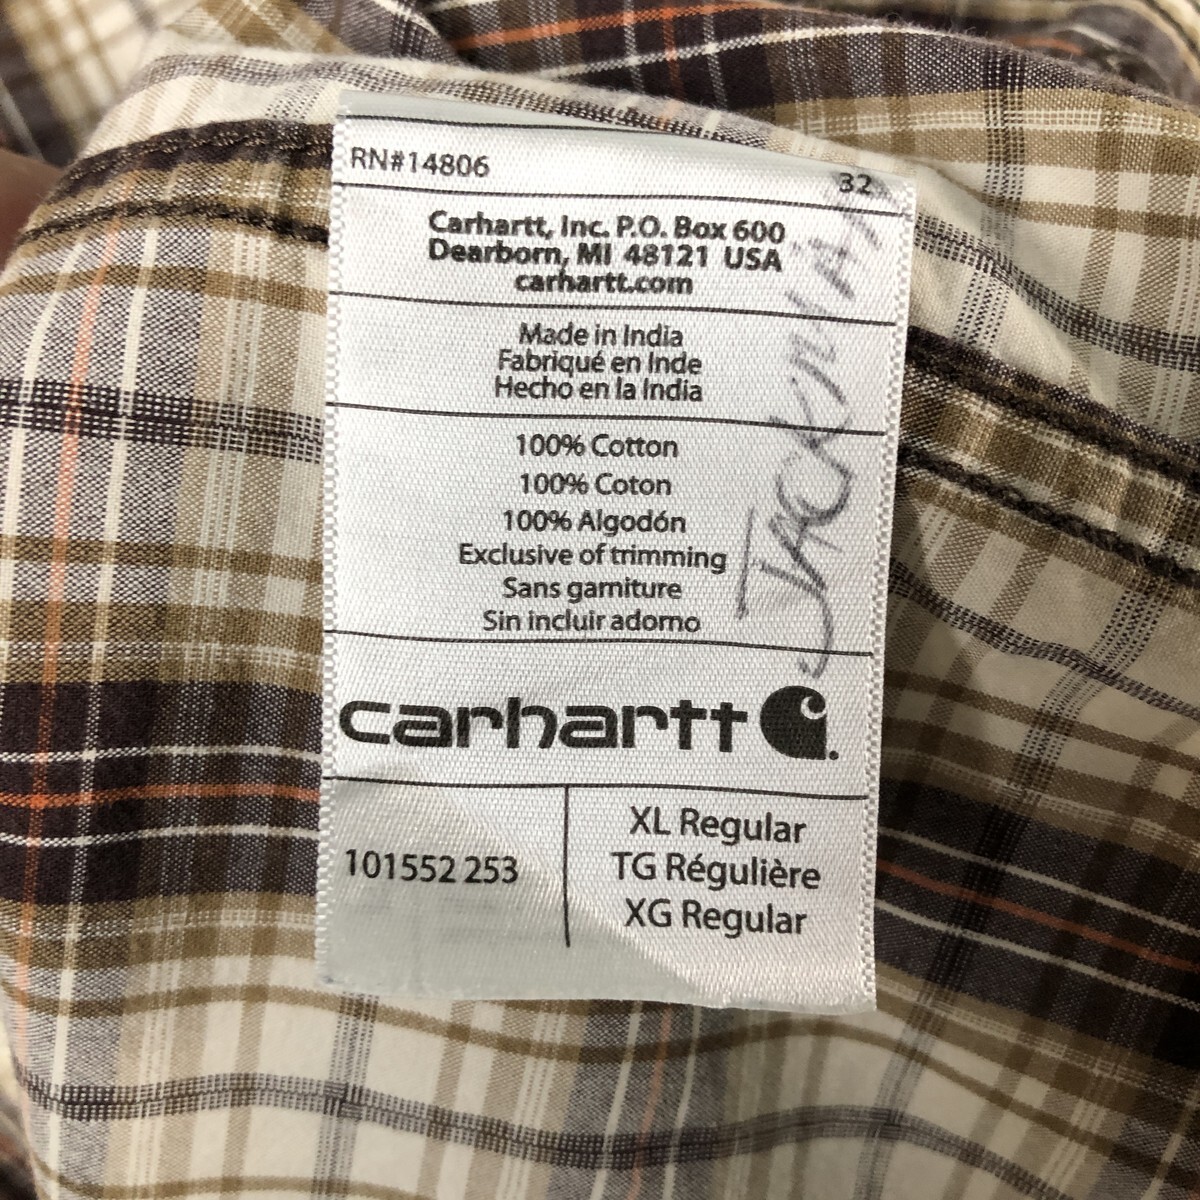 RN#14806
32
Carhartt, Inc. P.O. Box 600
Dearborn, MI 48121 USA
carhartt.com
Made in India
Fabriqué en Inde
Hecho en la India
100% Cotton
100% Coton
100% Algodón
Exclusive of trimming
Sans garniture
Sin incluir adorno
JACKMAN
carhartt
101552 253
XL Regular
TG Régulière
XG Regular